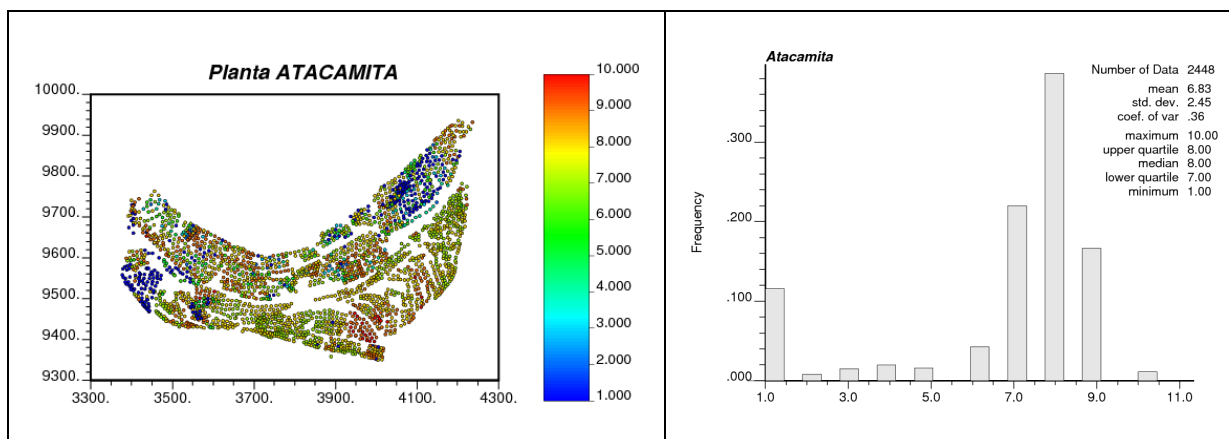 Planta ATACAMITA
10000.
9900.
9800.
9700.
9600.
9500.
9400.
9300.
3300. 3500. 3700. 3900. 4100. 4300.
10.000
9.000
8.000
7.000
6.000
5.000
4.000
3.000
2.000
1.000
Atacamita
Number of Data 2448
mean 6.83
std. dev. 2.45
coef. of var .36
maximum 10.00
upper quartile 8.00
median 8.00
lower quartile 7.00
minimum 1.00
Frequency
.300
.200
.100
.000
1.0 3.0 5.0 7.0 9.0 11.0